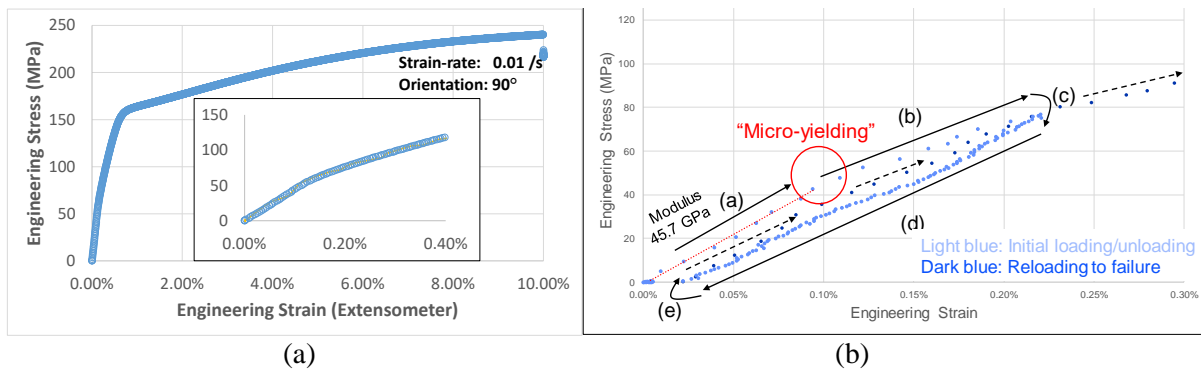 250
200
150
100
50
0
0.00% 2.00% 4.00% 6.00% 8.00% 10.00%
Engineering Stress (MPa)
Engineering Strain (Extensometer)
Strain-rate: 0.01 /s
Orientation: 90°
150
100
50
0
0.00% 0.20% 0.40%
(a)
120
100
80
60
40
20
0
0.00% 0.05% 0.10% 0.15% 0.20% 0.25% 0.30%
Engineering Stress (MPa)
Engineering Strain
"Micro-yielding"
Modulus
45.7 GPa
(a)
(b)
(c)
(d)
(e)
Light blue: Initial loading/unloading
Dark blue: Reloading to failure
(b)